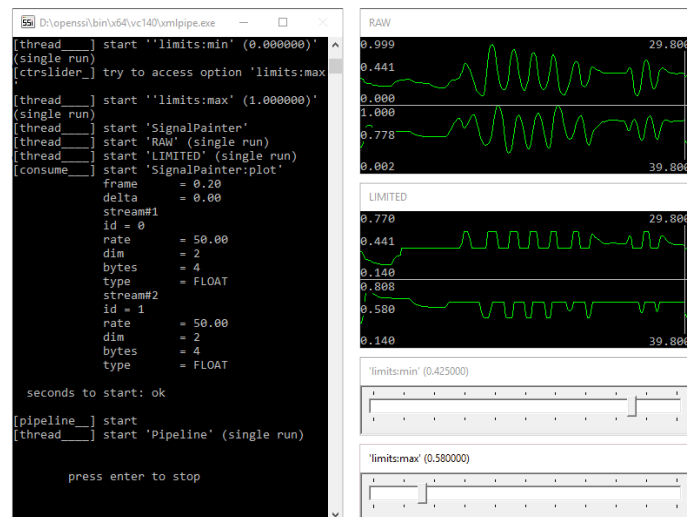 SSi D:\openssi\bin\x64\vc140\xmlpipe.exe
[thread____] start ''limits:min' (0.000000)'
(single run)
[ctrslider_] try to access option 'limits:max
'
[thread____] start ''limits:max' (1.000000)'
(single run)
[thread____] start 'SignalPainter'
[thread____] start 'RAW' (single run)
[thread____] start 'LIMITED' (single run)
[consume___] start 'SignalPainter:plot'
frame = 0.20
delta = 0.00
stream#1
id = 0
rate = 50.00
dim = 2
bytes = 4
type = FLOAT
stream#2
id = 1
rate = 50.00
dim = 2
bytes = 4
type = FLOAT
seconds to start: ok
[pipeline__] start
[thread____] start 'Pipeline' (single run)
press enter to stop
RAW
0.999 29.800
0.441
0.000
1.000
0.778
0.002 39.800
LIMITED
0.770 29.800
0.441
0.140
0.808
0.580
0.140 39.800
'limits:min' (0.425000)
'limits:max' (0.580000)